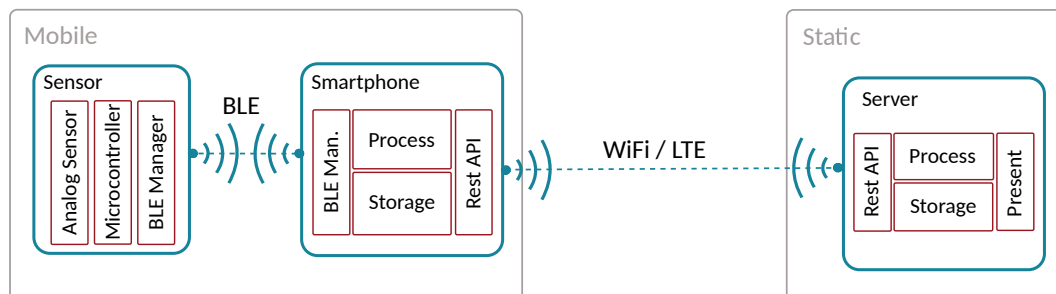 Mobile
Sensor
Analog Sensor
Microcontroller
BLE Manager
BLE
Smartphone
BLE Man.
Process
Storage
Rest API
WiFi / LTE
Static
Server
Rest API
Process
Storage
Present